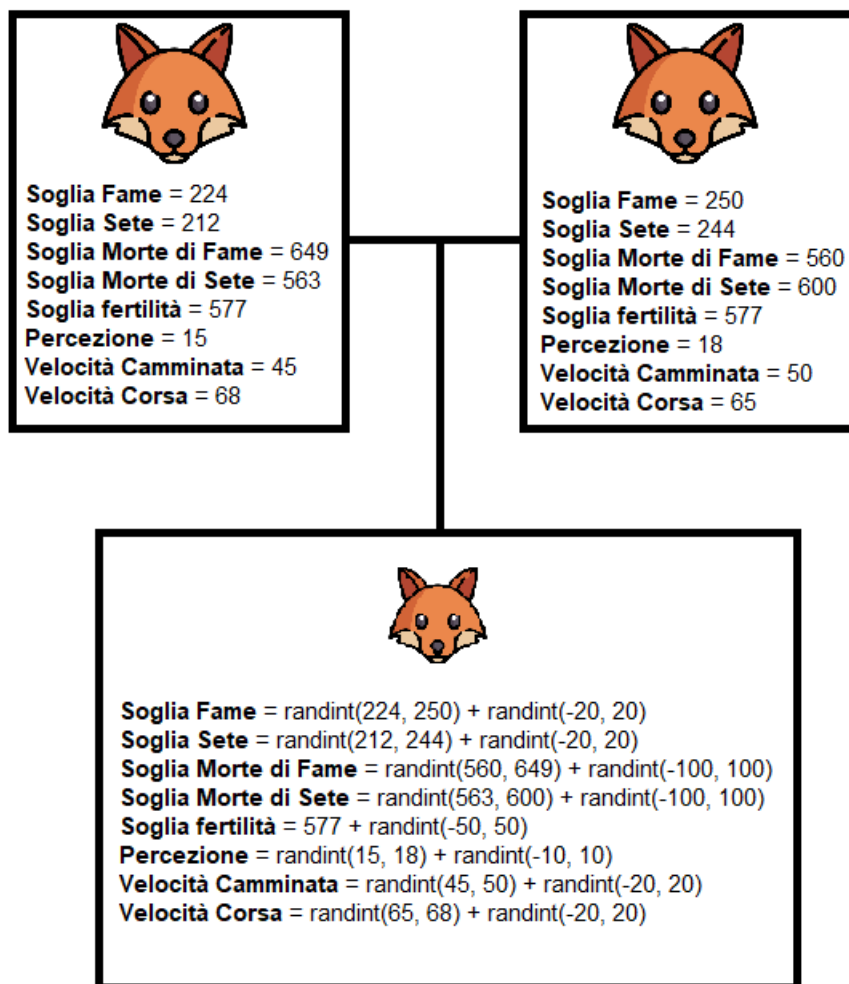 Soglia Fame = 224
Soglia Sete = 212
Soglia Morte di Fame = 649
Soglia Morte di Sete = 563
Soglia fertilità = 577
Percezione = 15
Velocità Camminata = 45
Velocità Corsa = 68
Soglia Fame = 250
Soglia Sete = 244
Soglia Morte di Fame = 560
Soglia Morte di Sete = 600
Soglia fertilità = 577
Percezione = 18
Velocità Camminata = 50
Velocità Corsa = 65
Soglia Fame = randint(224, 250) + randint(-20, 20)
Soglia Sete = randint(212, 244) + randint(-20, 20)
Soglia Morte di Fame = randint(560, 649) + randint(-100, 100)
Soglia Morte di Sete = randint(563, 600) + randint(-100, 100)
Soglia fertilità = 577 + randint(-50, 50)
Percezione = randint(15, 18) + randint(-10, 10)
Velocità Camminata = randint(45, 50) + randint(-20, 20)
Velocità Corsa = randint(65, 68) + randint(-20, 20)